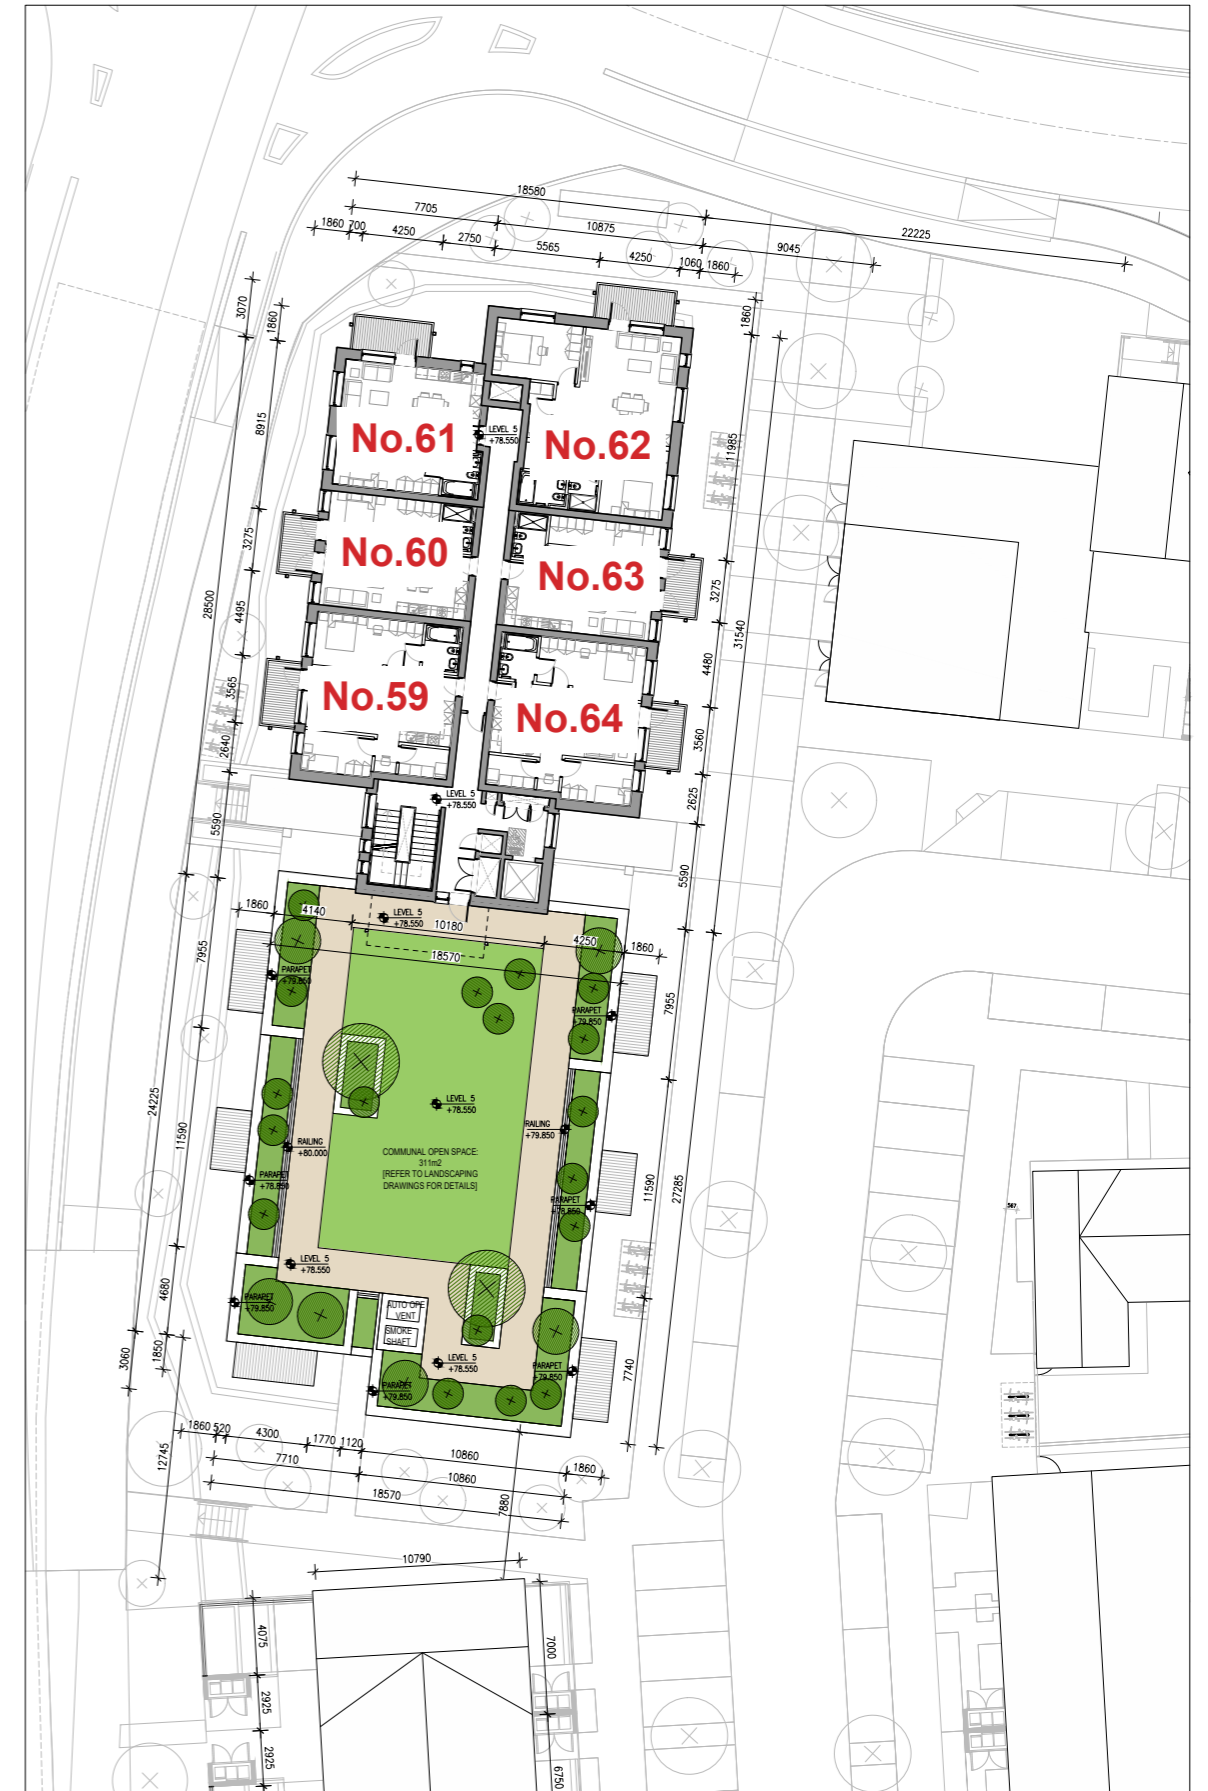 18580
7705
10875
22225
1860
700
4250
2750
5565
4250
1060
1860
9045
3070
1860
1860
8915
11985
No.61
LEVEL 5
+78.550
No.62
3275
No.60
No.63
3275
28500
31540
4495
4480
3565
No.59
No.64
3560
2640
2625
LEVEL 5
+78.550
5590
5590
1860
4140
LEVEL 5
+78.550
10180
4250
1860
18570
7955
7955
PARAPET
+79.850
PARAPET
+79.850
LEVEL 5
+78.550
24225
11590
RAILING
+80.000
RAILING
+79.850
COMMUNAL OPEN SPACE:
311m2
[REFER TO LANDSCAPING
DRAWINGS FOR DETAILS]
PARAPET
+78.850
PARAPET
+78.850
11590
27285
567
LEVEL 5
+78.550
4680
PARAPET
+79.850
AUTO OPE
VENT
SMOKE
SHAFT
3060
1850
LEVEL 5
+78.550
PARAPET
+79.850
PARAPET
+79.850
7740
12745
1860
520
4300
1770
1120
10860
1860
7710
10860
18570
7880
10790
4075
7000
2925
2925
6750